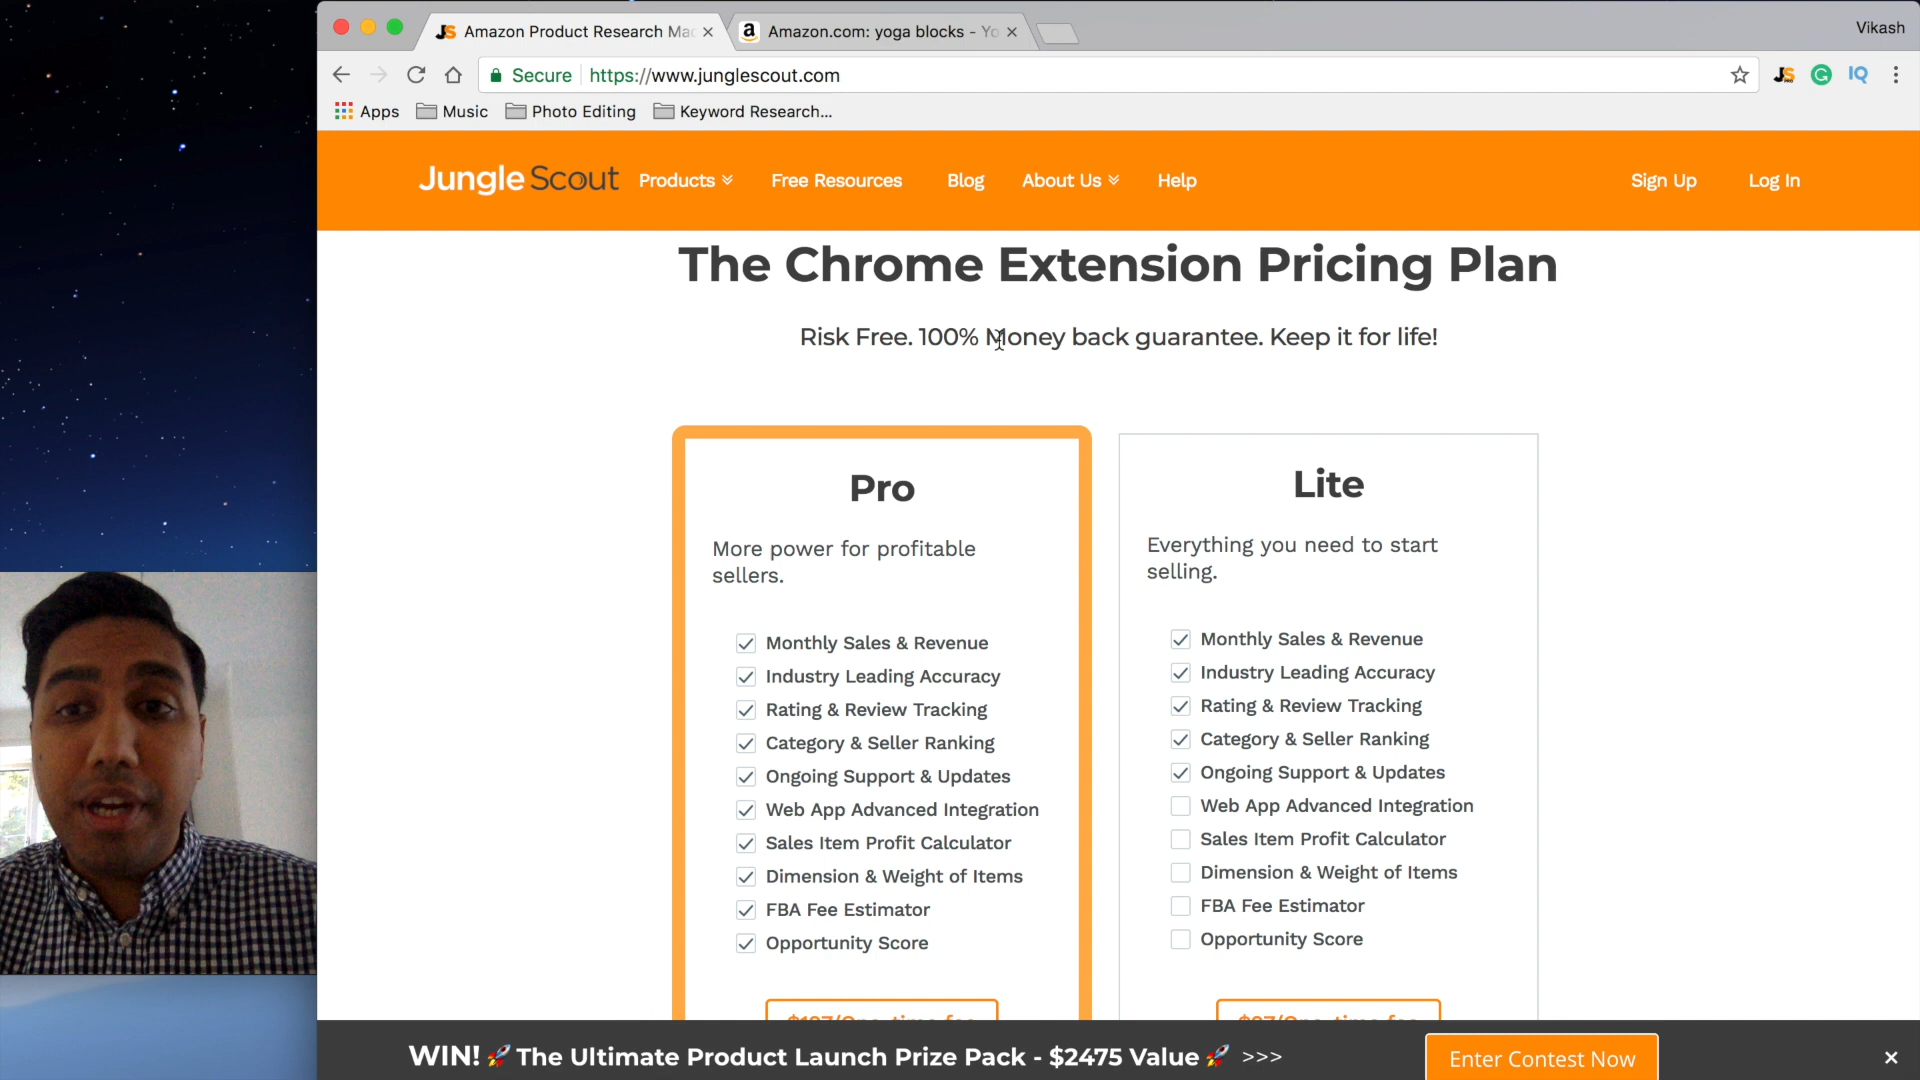 Amazon Product Research Mac
Amazon.com: yoga blocks - Yo
Vikash
Secure
https://www.junglescout.com
JS
G
IQ
Apps
Music
Photo Editing
Keyword Research...
Jungle Scout
Products
Free Resources
Blog
About Us
Help
Sign Up
Log In
The Chrome Extension Pricing Plan
Risk Free. 100% Money back guarantee. Keep it for life!
Pro
More power for profitable
sellers.
Monthly Sales & Revenue
Industry Leading Accuracy
Rating & Review Tracking
Category & Seller Ranking
Ongoing Support & Updates
Web App Advanced Integration
Sales Item Profit Calculator
Dimension & Weight of Items
FBA Fee Estimator
Opportunity Score
Lite
Everything you need to start
selling.
Monthly Sales & Revenue
Industry Leading Accuracy
Rating & Review Tracking
Category & Seller Ranking
Ongoing Support & Updates
Web App Advanced Integration
Sales Item Profit Calculator
Dimension & Weight of Items
FBA Fee Estimator
Opportunity Score
WIN! 🚀 The Ultimate Product Launch Prize Pack - $2475 Value 🚀 >>>
Enter Contest Now